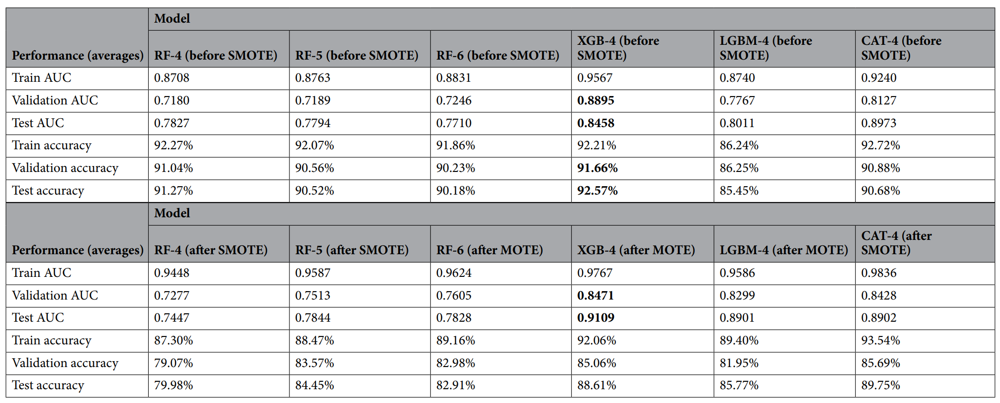 Model
Performance (averages) RF-4 (before SMOTE) RF-5 (before SMOTE) RF-6 (before SMOTE) XGB-4 (before SMOTE) LGBM-4 (before SMOTE) CAT-4 (before SMOTE)
Train AUC 0.8708 0.8763 0.8831 0.9567 0.8740 0.9240
Validation AUC 0.7180 0.7189 0.7246 0.8895 0.7767 0.8127
Test AUC 0.7827 0.7794 0.7710 0.8458 0.8011 0.8973
Train accuracy 92.27% 92.07% 91.86% 92.21% 86.24% 92.72%
Validation accuracy 91.04% 90.56% 90.23% 91.66% 86.25% 90.88%
Test accuracy 91.27% 90.52% 90.18% 92.57% 85.45% 90.68%
Model
Performance (averages) RF-4 (after SMOTE) RF-5 (after SMOTE) RF-6 (after MOTE) XGB-4 (after MOTE) LGBM-4 (after MOTE) CAT-4 (after SMOTE)
Train AUC 0.9448 0.9587 0.9624 0.9767 0.9586 0.9836
Validation AUC 0.7277 0.7513 0.7605 0.8471 0.8299 0.8428
Test AUC 0.7447 0.7844 0.7828 0.9109 0.8901 0.8902
Train accuracy 87.30% 88.47% 89.16% 92.06% 89.40% 93.54%
Validation accuracy 79.07% 83.57% 82.98% 85.06% 81.95% 85.69%
Test accuracy 79.98% 84.45% 82.91% 88.61% 85.77% 89.75%